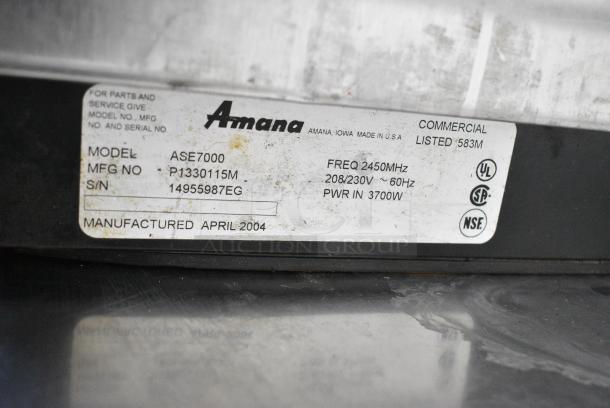 FOR PARTS AND
SERVICE GIVE
MODEL NO., MFG
NO. AND SERIAL NO.
Amana
AMANA, IOWA MADE IN U.S.A.
COMMERCIAL
LISTED 583M
MODEL ASE7000
MFG NO P1330115M
S/N 14955987EG
FREQ 2450MHz
208/230V ~ 60Hz
PWR IN 3700W
UL
NSF
MANUFACTURED APRIL 2004
AUCTION GROUP